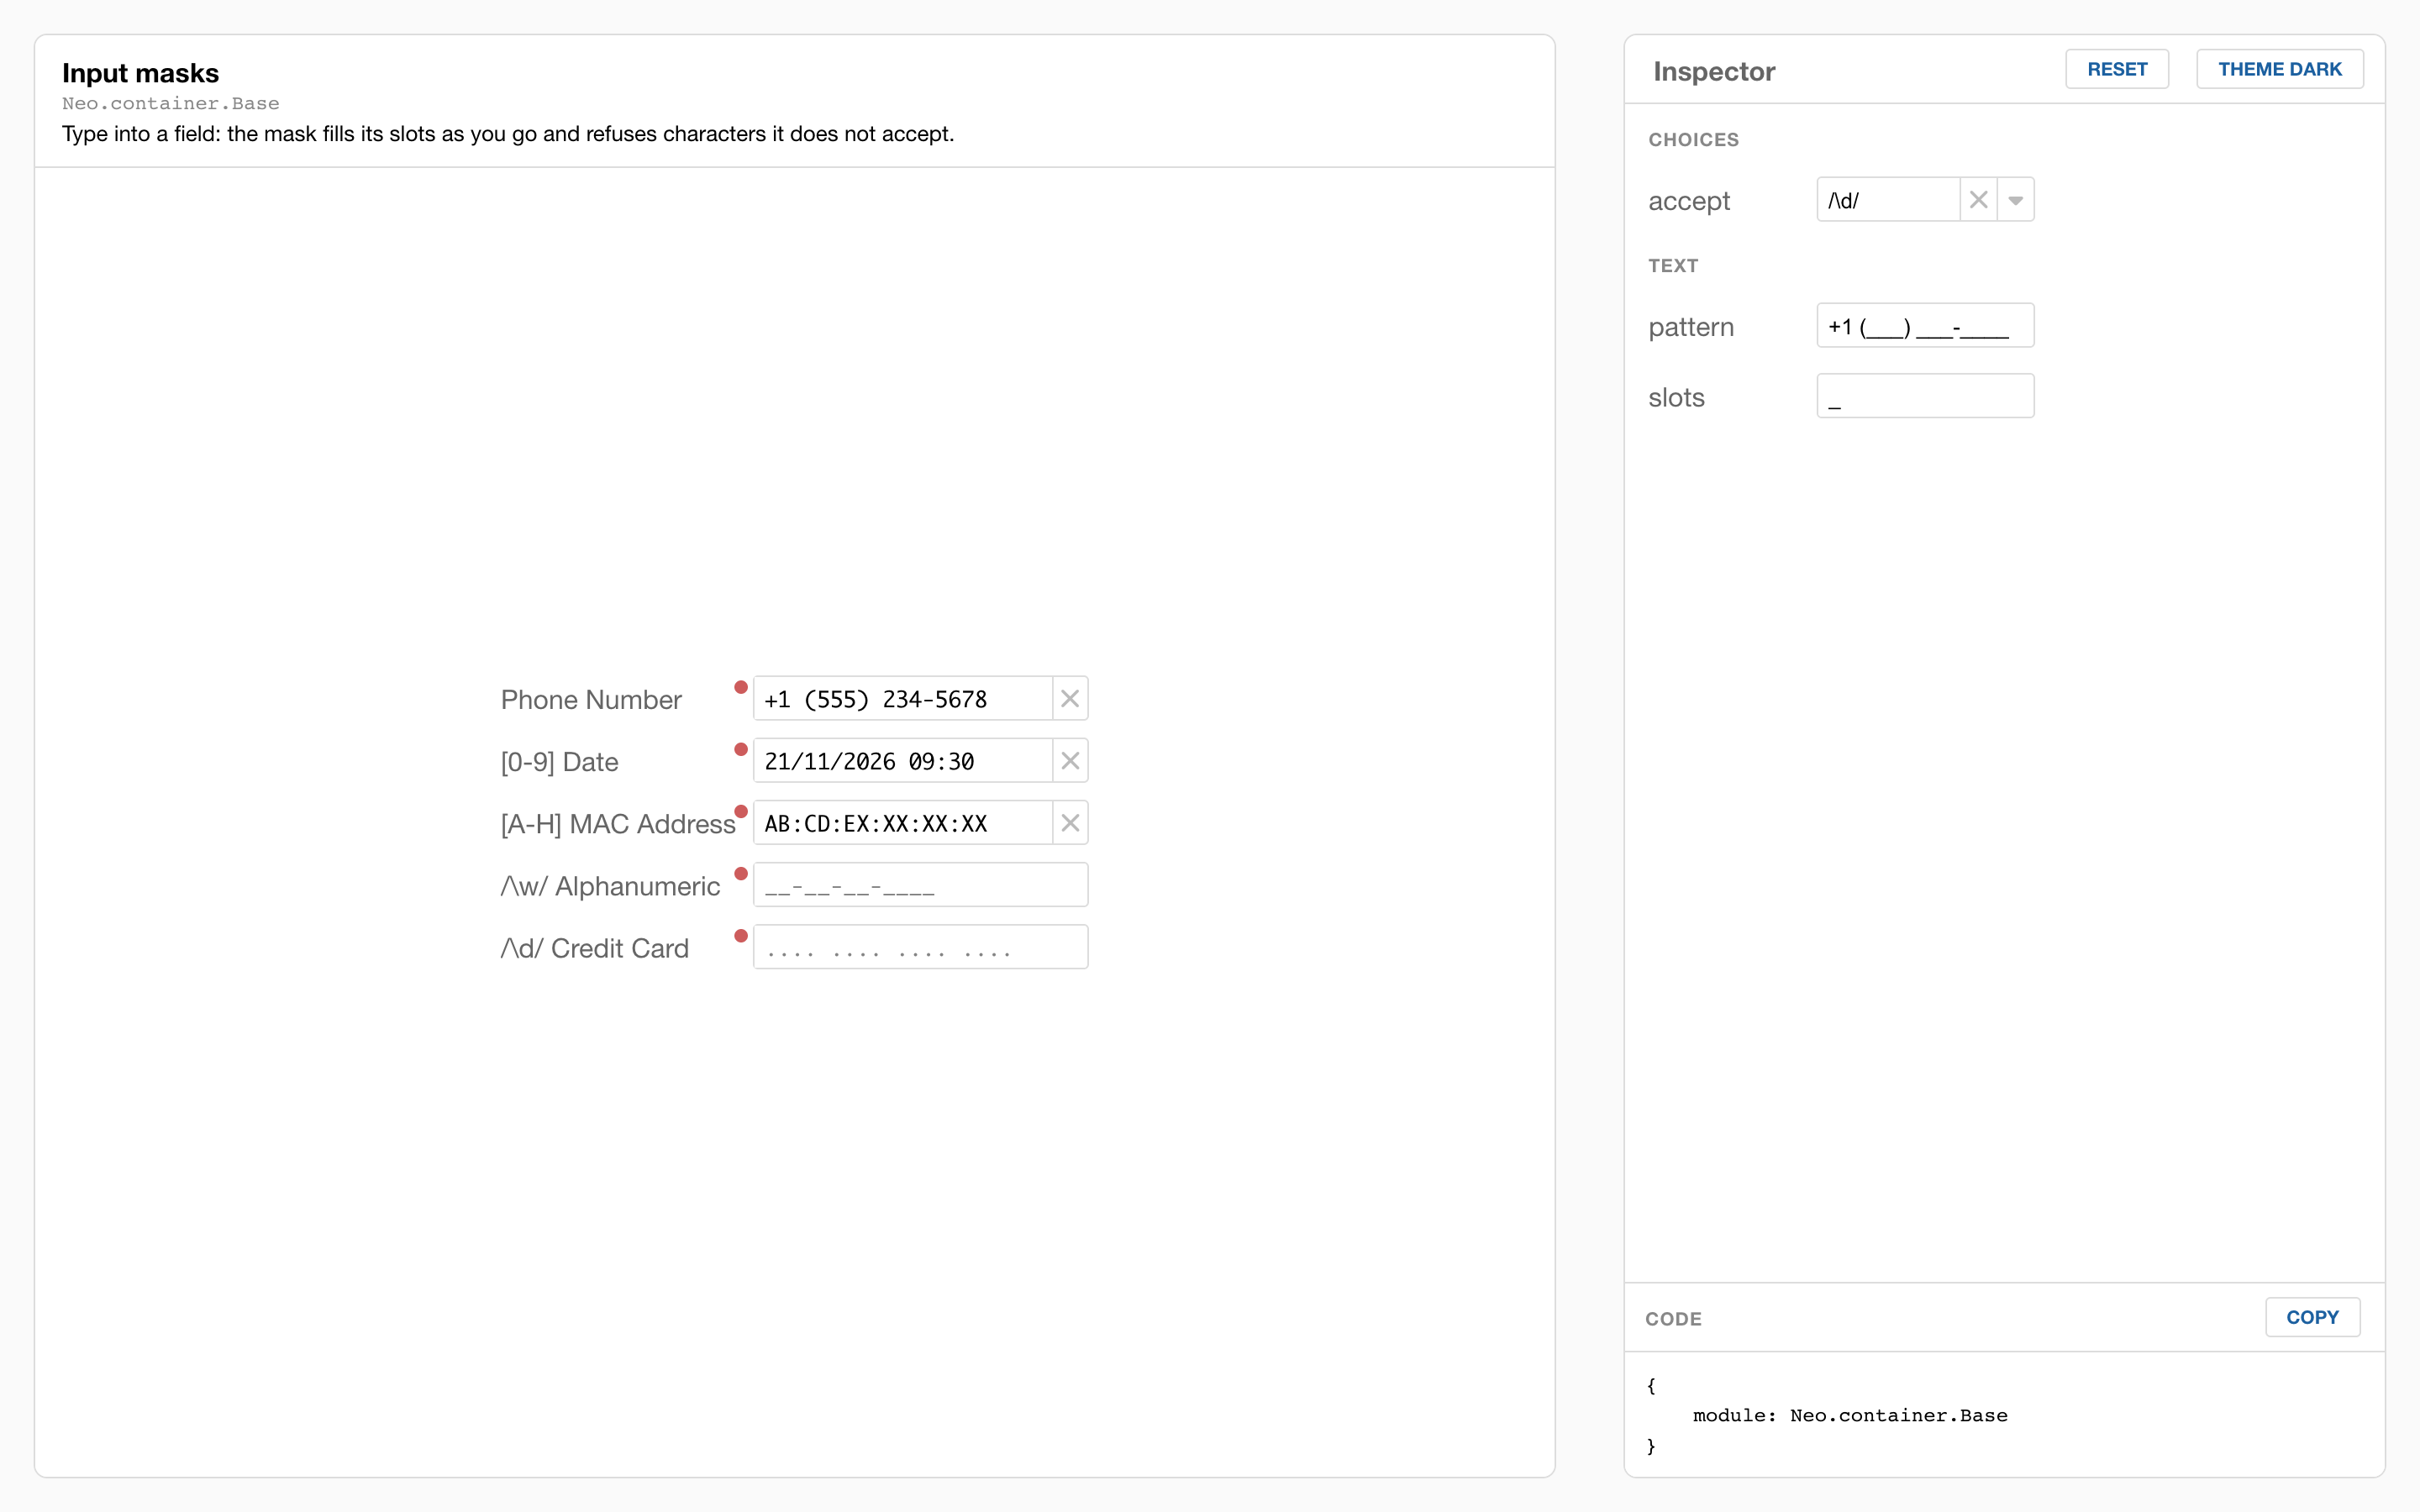 Input masks
Neo.container.Base
Type into a field: the mask fills its slots as you go and refuses characters it does not accept.
Phone Number +1 (555) 234-5678
[0-9] Date 21/11/2026 09:30
[A-H] MAC Address AB:CD:EX:XX:XX:XX
/\w/ Alphanumeric __-__-__-____
/\d/ Credit Card .... .... .... ....
Inspector RESET THEME DARK
CHOICES
accept /\d/
TEXT
pattern +1 (___) ___-____
slots _
CODE COPY
{
module: Neo.container.Base
}